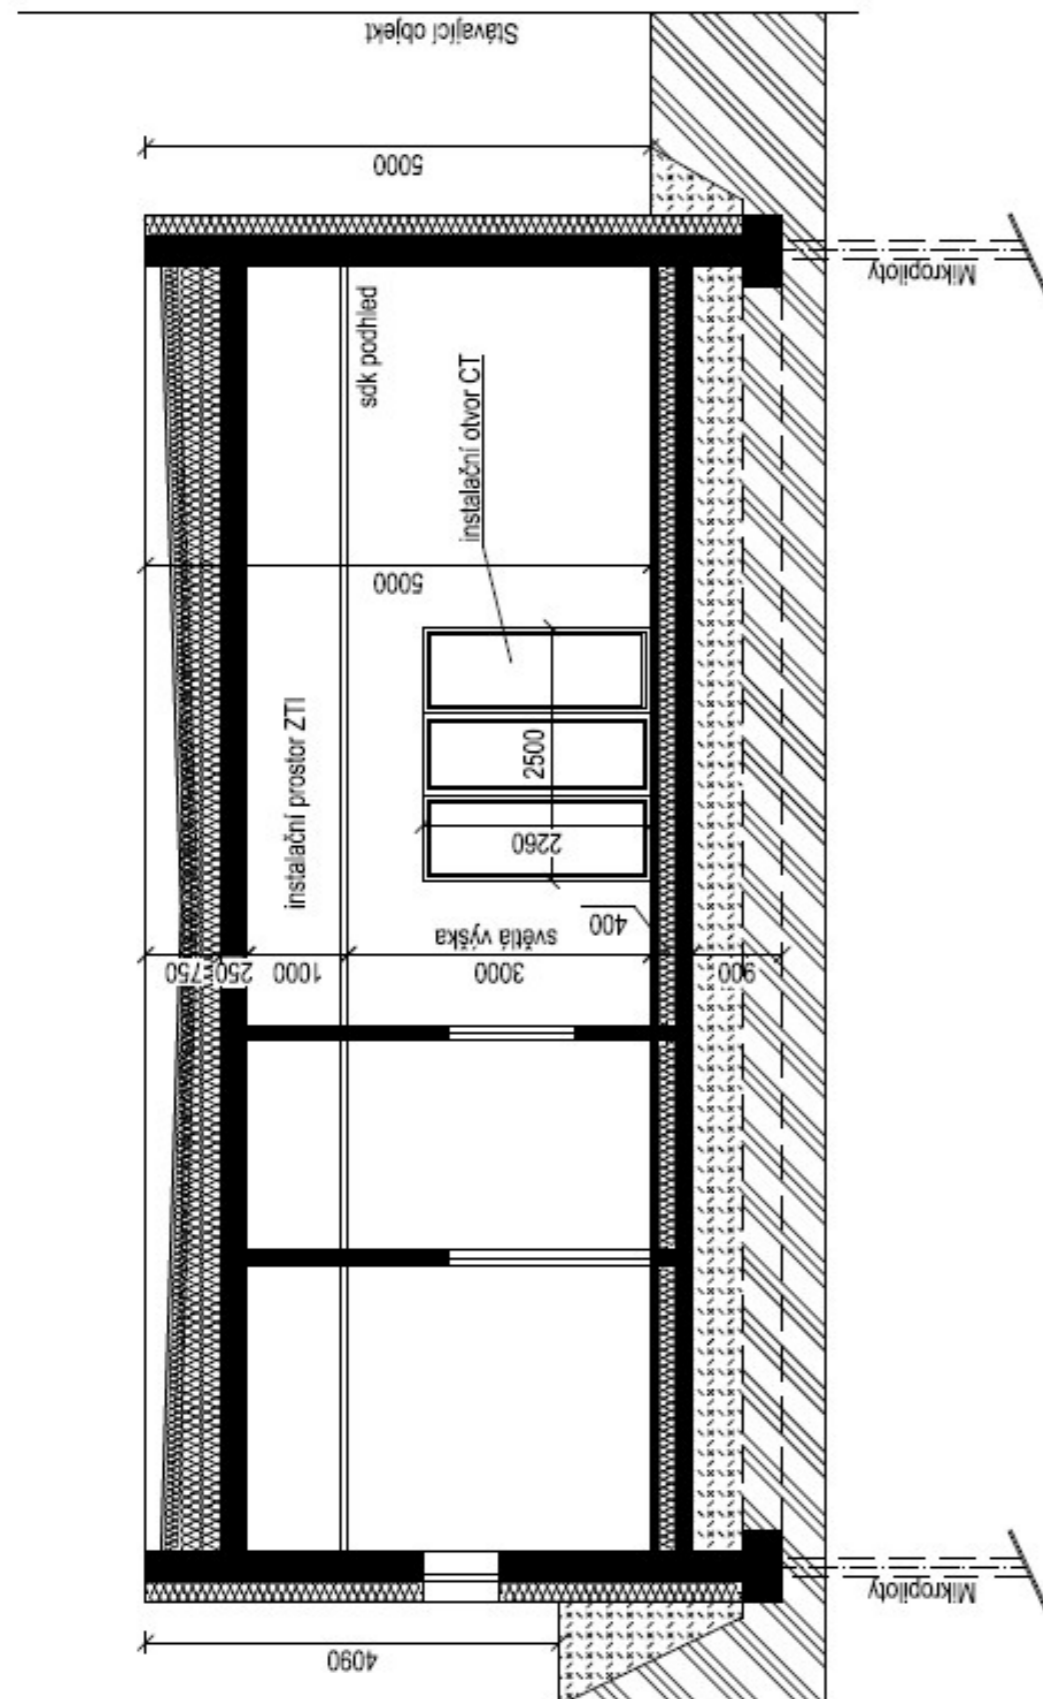 Stávající objekt
5000
Mikropiloty
sdk podhled
instalační otvor CT
5000
instalační prostor ZTI
2500
2260
světlá výška
400
750
250
1000
3000
900
Mikropiloty
4090